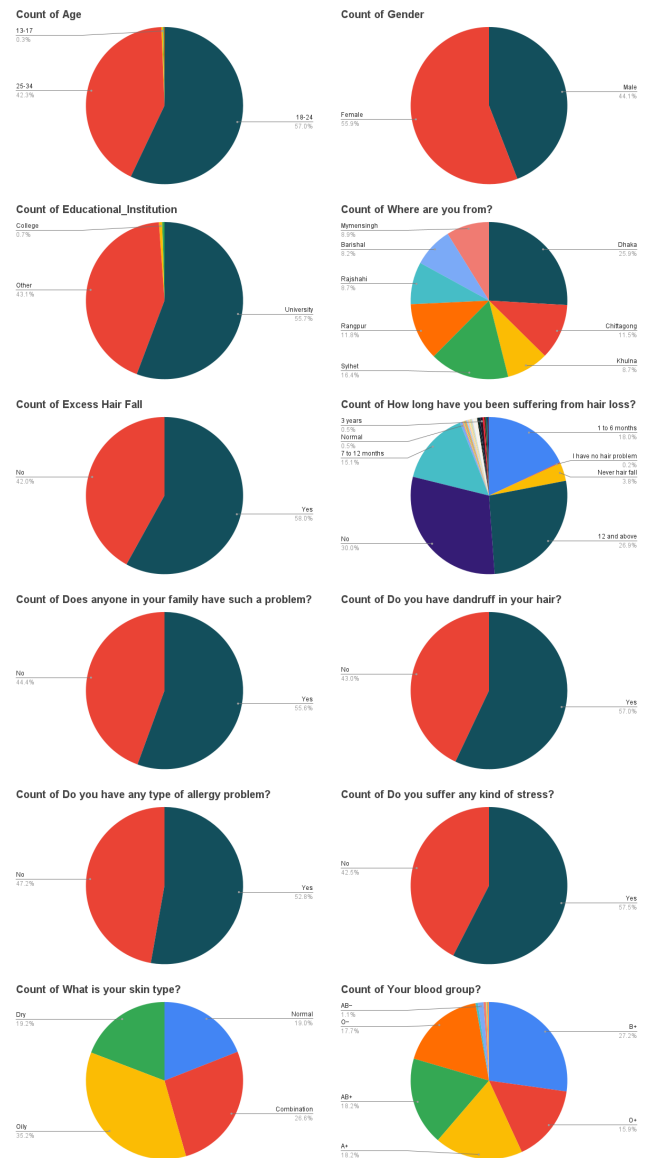 Count of Age
13-17
0.3%
25-34
42.3%
18-24
57.0%
Count of Gender
Male
44.1%
Female
55.9%
Count of Educational_Institution
College
0.7%
Other
43.1%
University
55.7%
Count of Where are you from?
Mymensingh
8.9%
Barishal
8.2%
Rajshahi
8.7%
Rangpur
11.6%
Sylhet
16.4%
Dhaka
25.9%
Chittagong
11.5%
Khulna
8.7%
Count of Excess Hair Fall
No
42.0%
Yes
58.0%
Count of How long have you been suffering from hair loss?
3 years
0.5%
Normal
0.5%
7 to 12 months
15.1%
No
30.0%
1 to 6 months
18.0%
I have no hair problem
0.2%
Never hair fall
3.8%
12 and above
26.9%
Count of Does anyone in your family have such a problem?
No
44.4%
Yes
55.6%
Count of Do you have dandruff in your hair?
No
43.0%
Yes
57.0%
Count of Do you have any type of allergy problem?
No
47.2%
Yes
52.8%
Count of Do you suffer any kind of stress?
No
42.5%
Yes
57.5%
Count of What is your skin type?
Dry
19.2%
Oily
35.2%
Normal
19.0%
Combination
26.6%
Count of Your blood group?
AB−
1.1%
O−
17.7%
AB+
18.2%
A+
18.2%
B+
27.2%
O+
15.9%